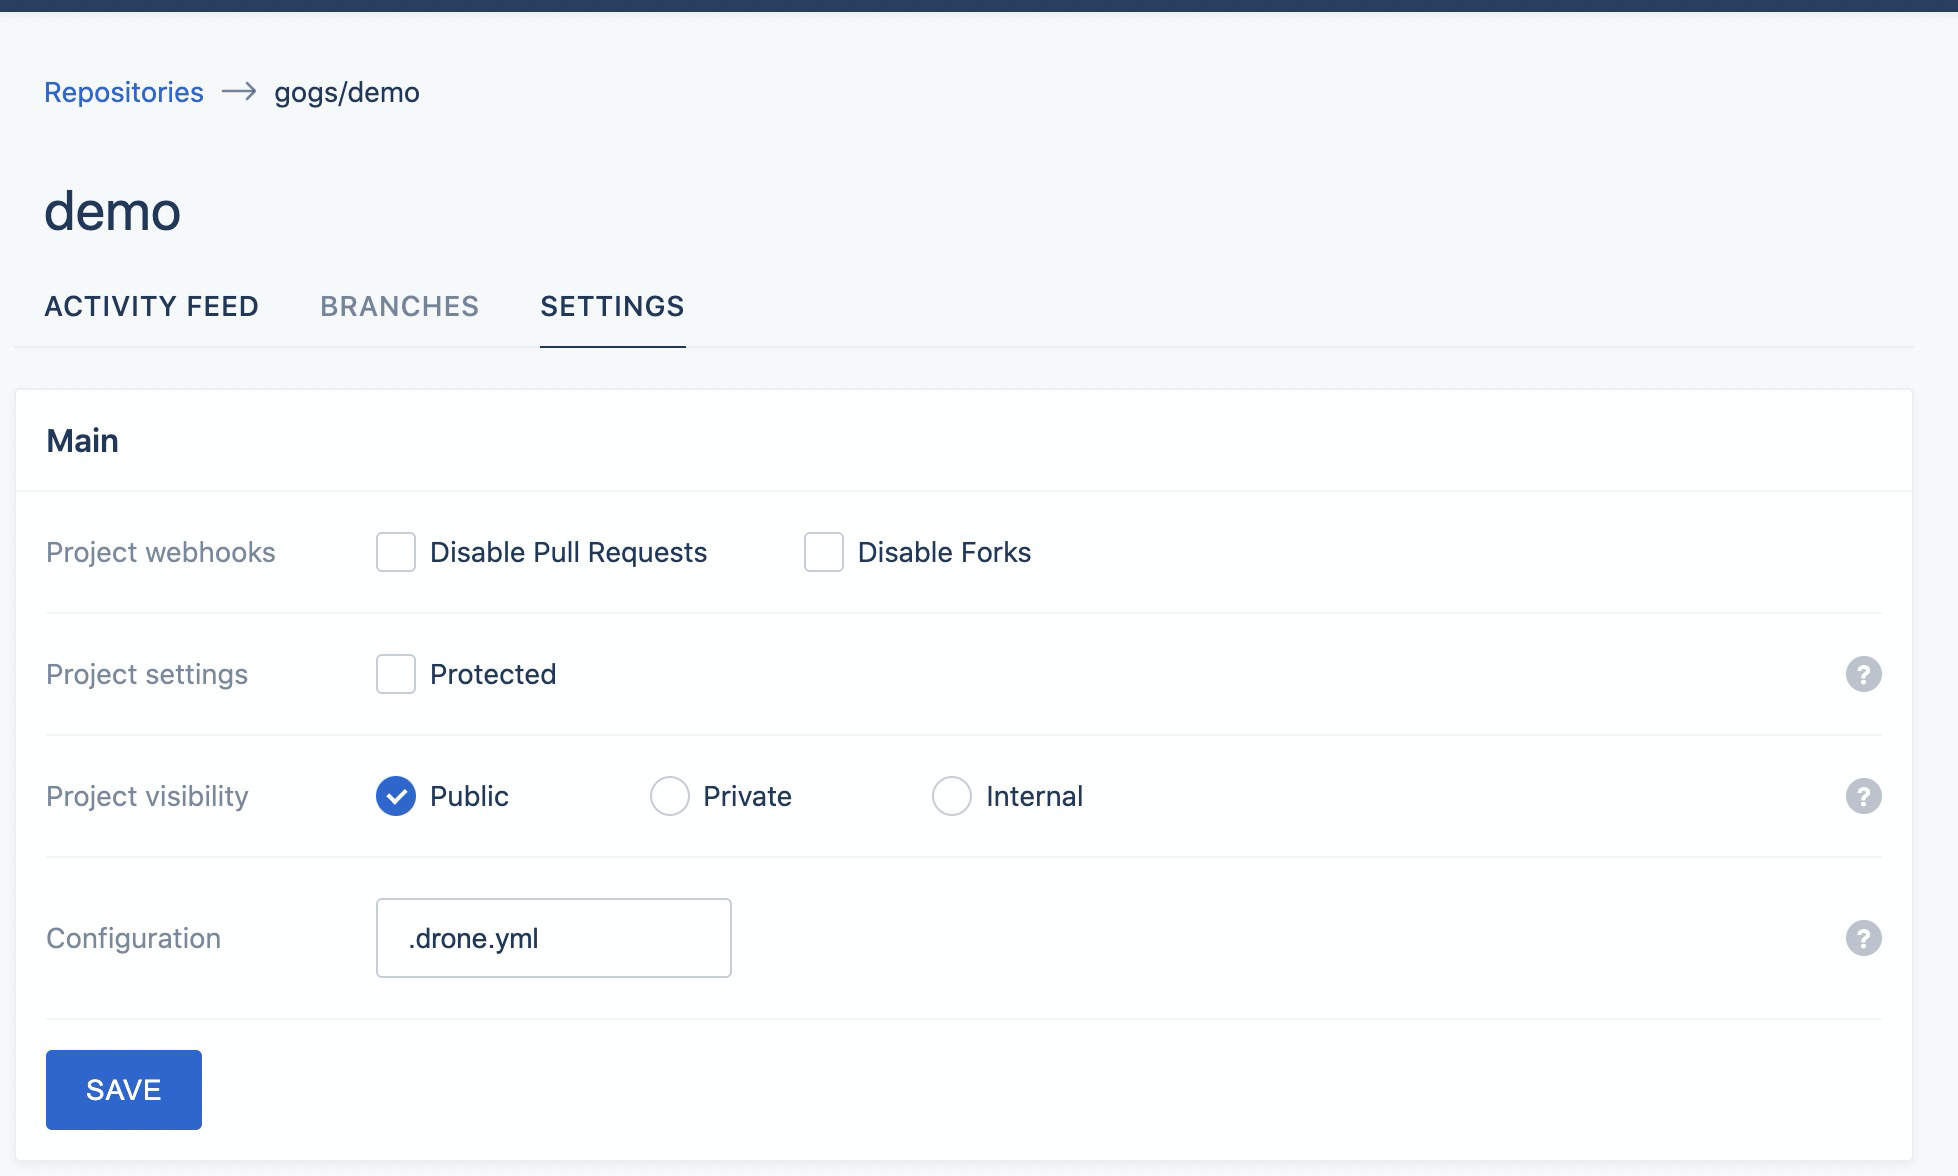 Repositories → gogs/demo
demo
ACTIVITY FEED BRANCHES SETTINGS
Main
Project webhooks Disable Pull Requests Disable Forks
Project settings Protected ?
Project visibility Public Private Internal ?
Configuration .drone.yml ?
SAVE